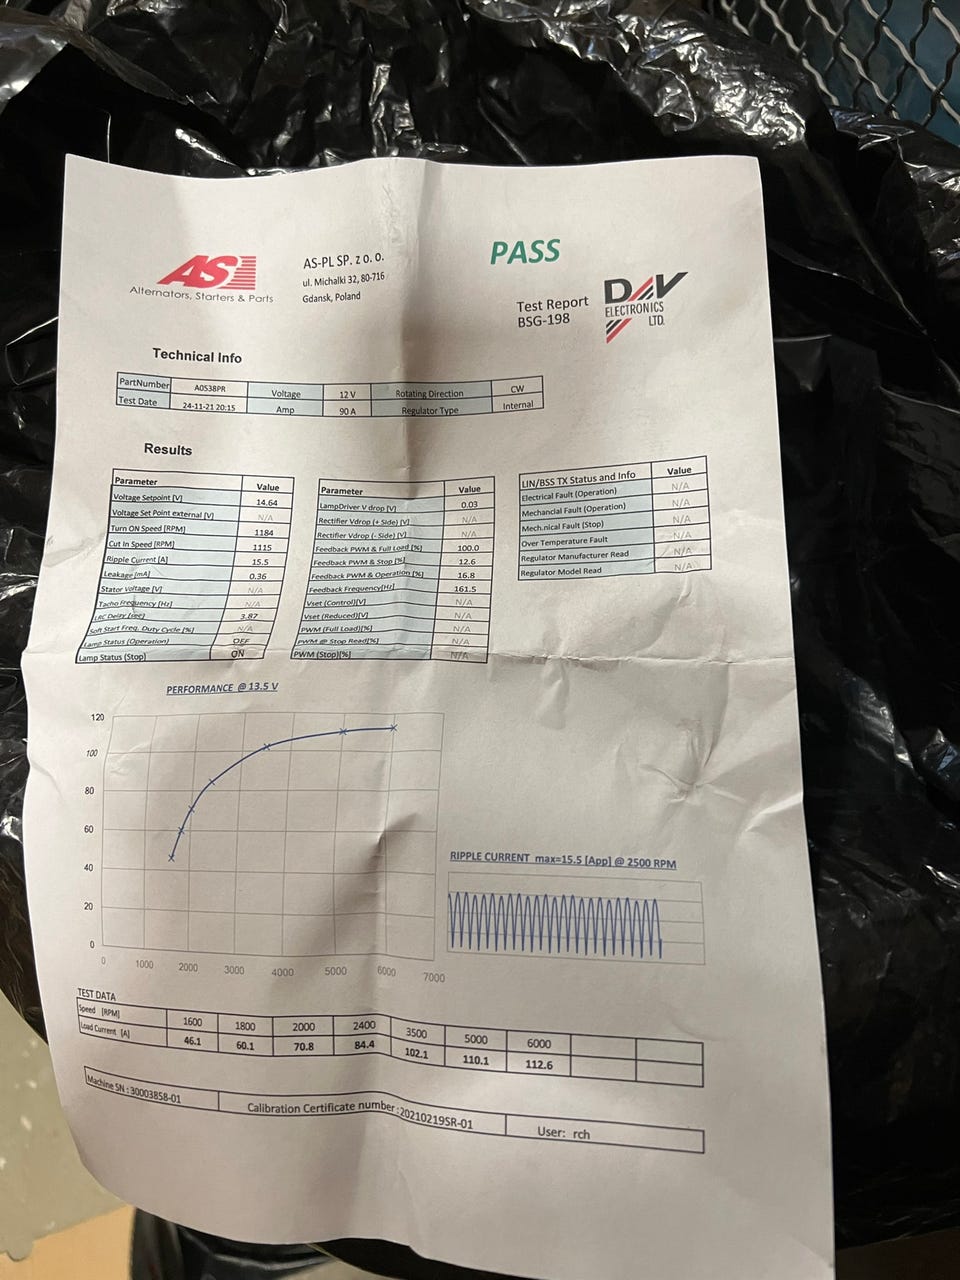 PASS
AS
Alternators, Starters & Parts
AS-PL SP. z o. o.
ul. Michalki 32, 80-716
Gdansk, Poland
Test Report
BSG-198
D&V
ELECTRONICS
LTD.
Technical Info
PartNumber A0538PR Voltage 12 V Rotating Direction CW
Test Date 24-11-21 20:15 Amp 90 A Regulator Type Internal
Results
Parameter Value
Voltage Setpoint [V] 14.64
Voltage Set Point external [V] N/A
Turn ON Speed [RPM] 1184
Cut In Speed [RPM] 1115
Ripple Current [A] 15.5
Leakage [mA] 0.36
Stator Voltage [V] N/A
Tacho Frequency [Hz] N/A
LRC Delay [sec] 3.87
Soft Start Freq. Duty Cycle [%] N/A
Lamp Status (Operation) OFF
Lamp Status (Stop) ON
Parameter Value
LampDriver V drop [V] 0.03
Rectifier Vdrop (+ Side) [V] N/A
Rectifier Vdrop (- Side) [V] N/A
Feedback PWM & Full Load [%] 100.0
Feedback PWM & Stop [%] 12.6
Feedback PWM & Operation [%] 16.8
Feedback Frequency[Hz] 161.5
Vset (Control)[V] N/A
Vset (Reduced)[V] N/A
PWM (Full Load)[%] N/A
PWM @ Stop Read[%] N/A
PWM (Stop)[%] N/A
LIN/BSS TX Status and Info Value
Electrical Fault (Operation) N/A
Mechancial Fault (Operation) N/A
Mech.nical Fault (Stop) N/A
Over Temperature Fault N/A
Regulator Manufacturer Read N/A
Regulator Model Read N/A
PERFORMANCE @ 13.5 V
120
100
80
60
40
20
0
0 1000 2000 3000 4000 5000 6000 7000
RIPPLE CURRENT max=15.5 [App] @ 2500 RPM
TEST DATA
Speed [RPM] 1600 1800 2000 2400 3500 5000 6000
Load Current [A] 46.1 60.1 70.8 84.4 102.1 110.1 112.6
Machine SN : 30003858-01 Calibration Certificate number :20210219SR-01 User: rch